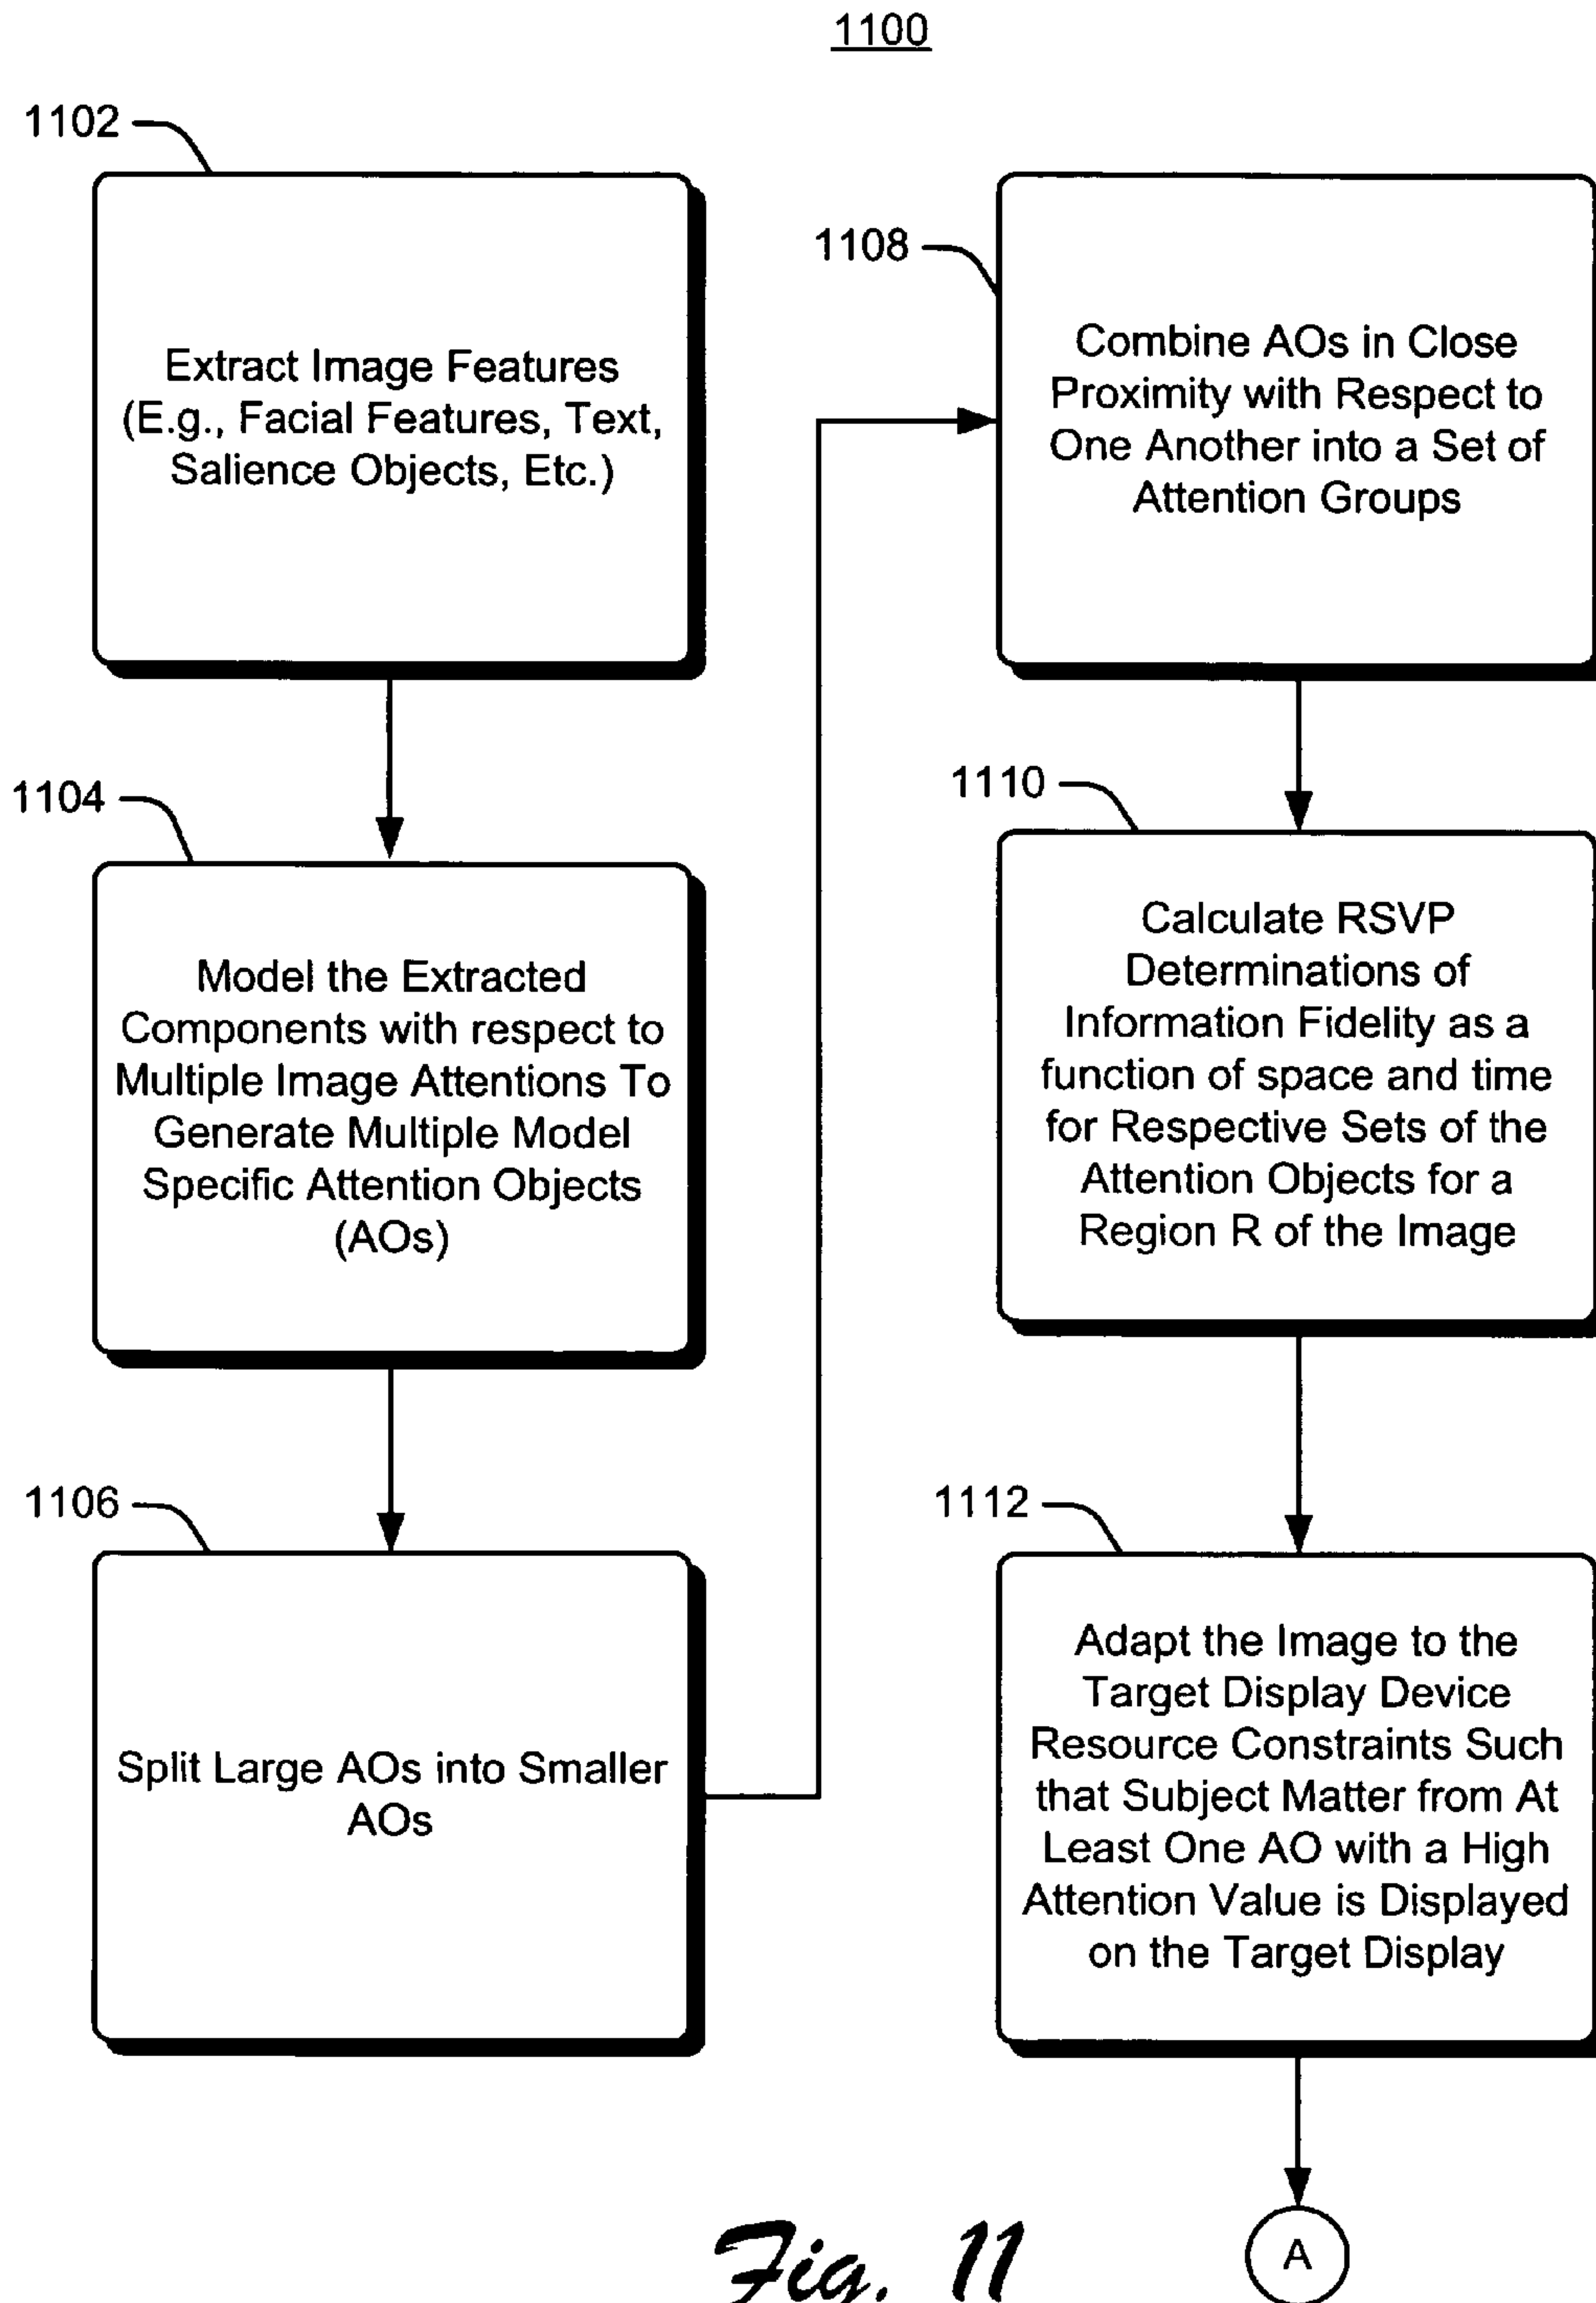 1100
1102
Extract Image Features
(E.g., Facial Features, Text,
Salience Objects, Etc.)
1104
Model the Extracted
Components with respect to
Multiple Image Attentions To
Generate Multiple Model
Specific Attention Objects
(AOs)
1106
Split Large AOs into Smaller
AOs
1108
Combine AOs in Close
Proximity with Respect to
One Another into a Set of
Attention Groups
1110
Calculate RSVP
Determinations of
Information Fidelity as a
function of space and time
for Respective Sets of the
Attention Objects for a
Region R of the Image
1112
Adapt the Image to the
Target Display Device
Resource Constraints Such
that Subject Matter from At
Least One AO with a High
Attention Value is Displayed
on the Target Display
A
Fig. 11